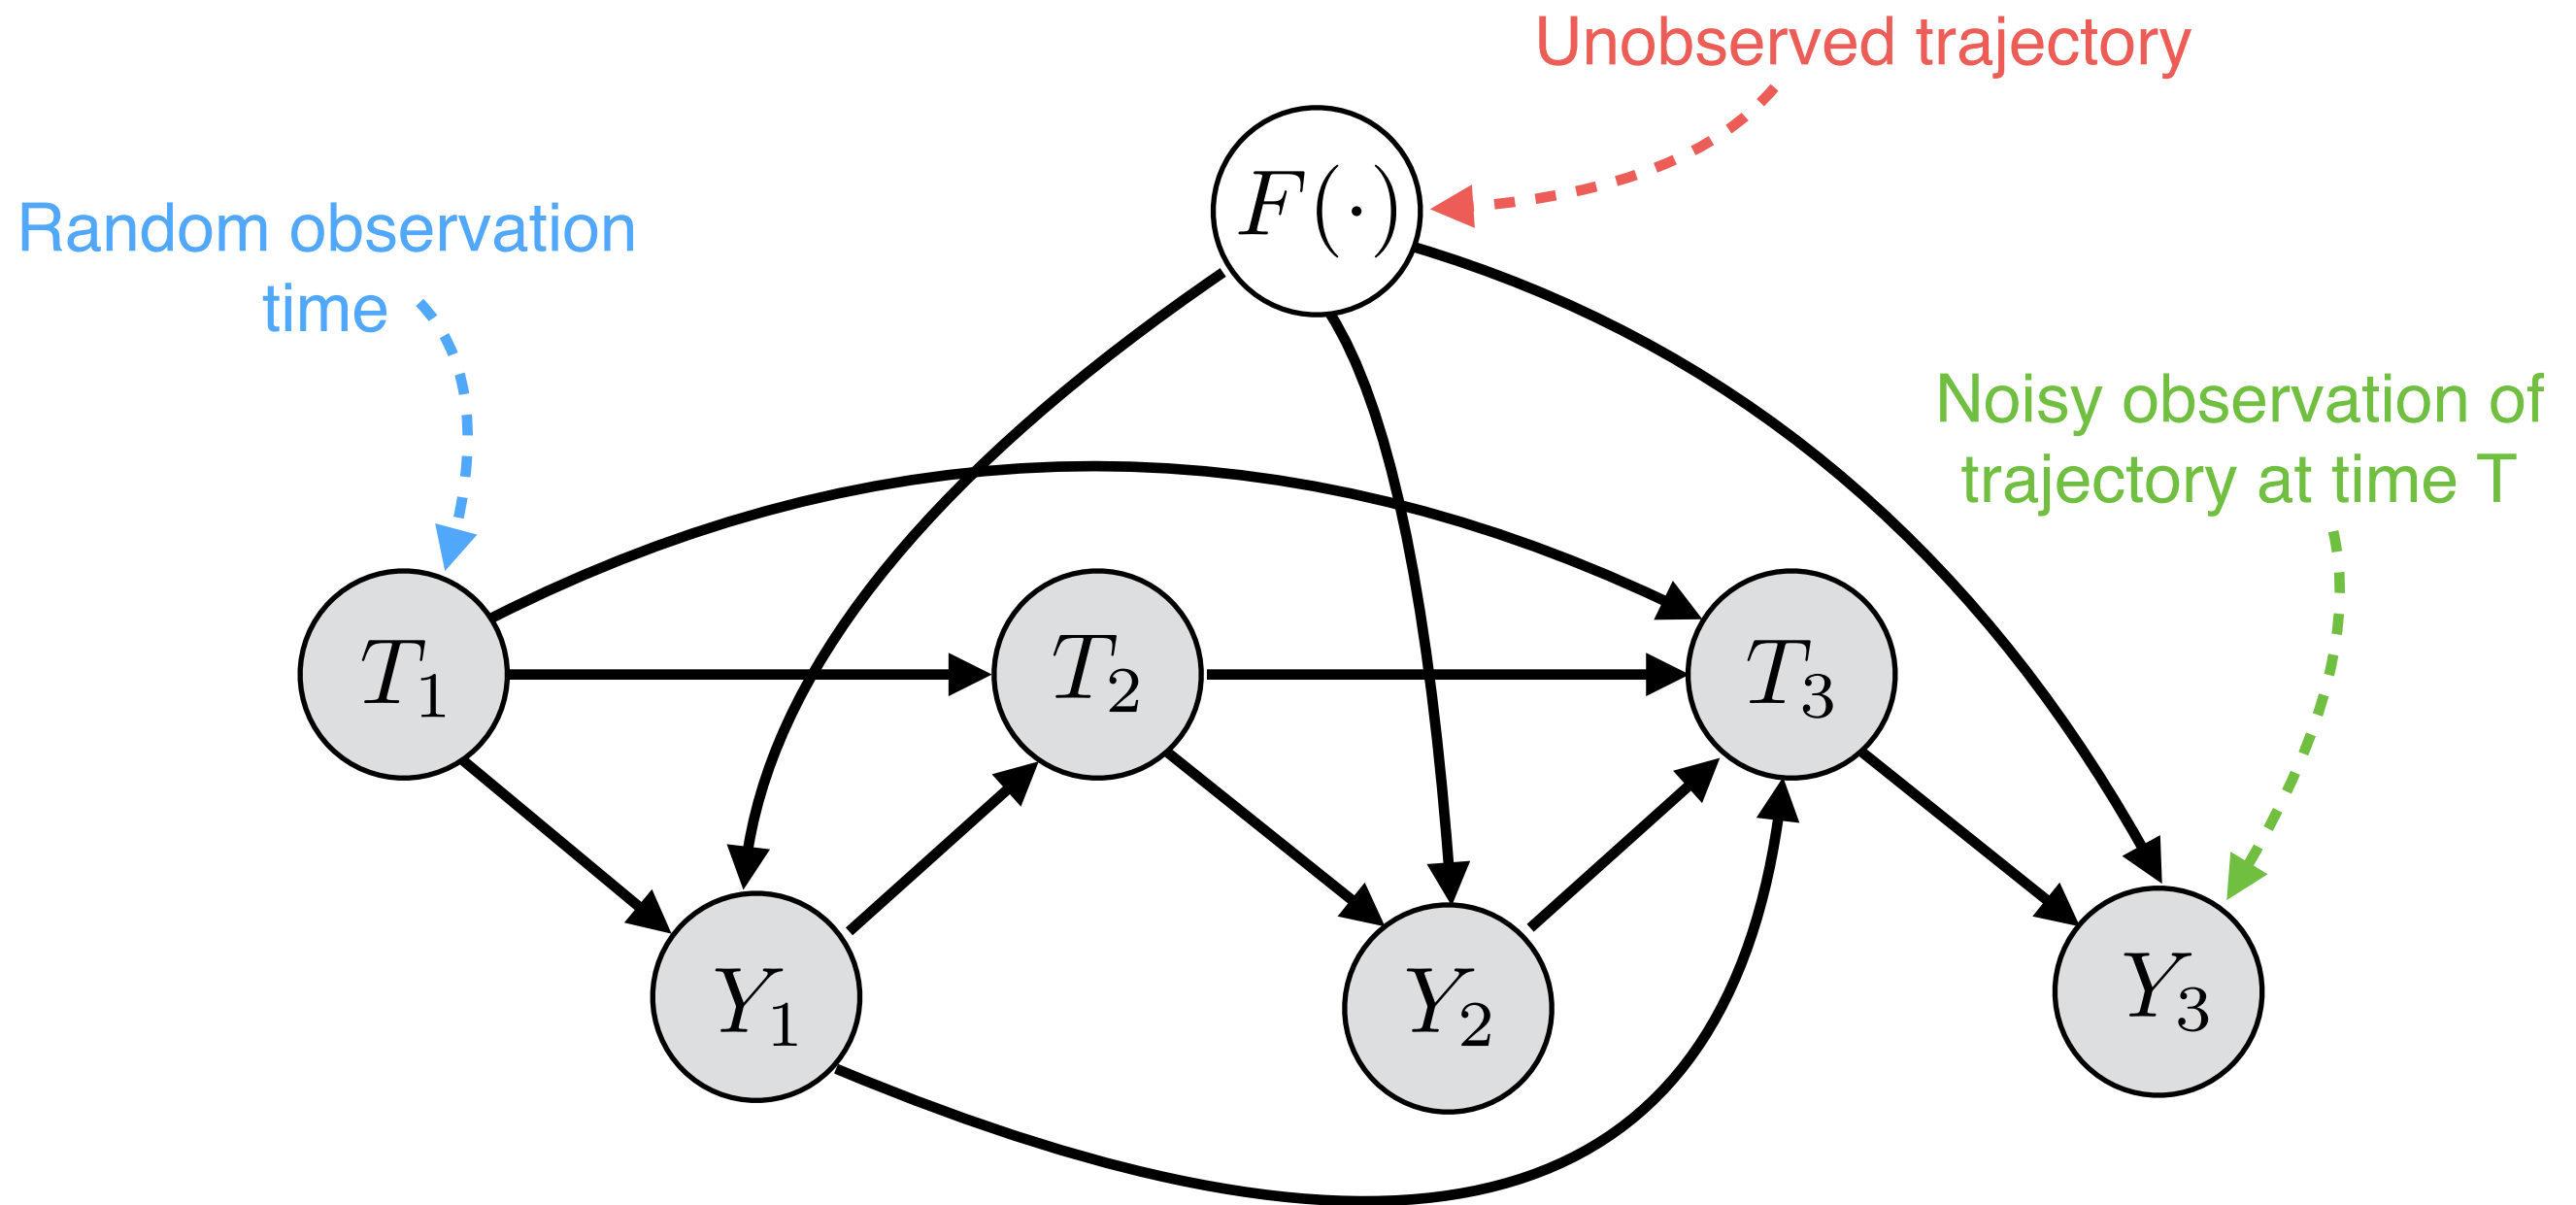 Unobserved trajectory
F(·)
Random observation
time
Noisy observation of
trajectory at time T
T₁
T₂
T₃
Y₁
Y₂
Y₃